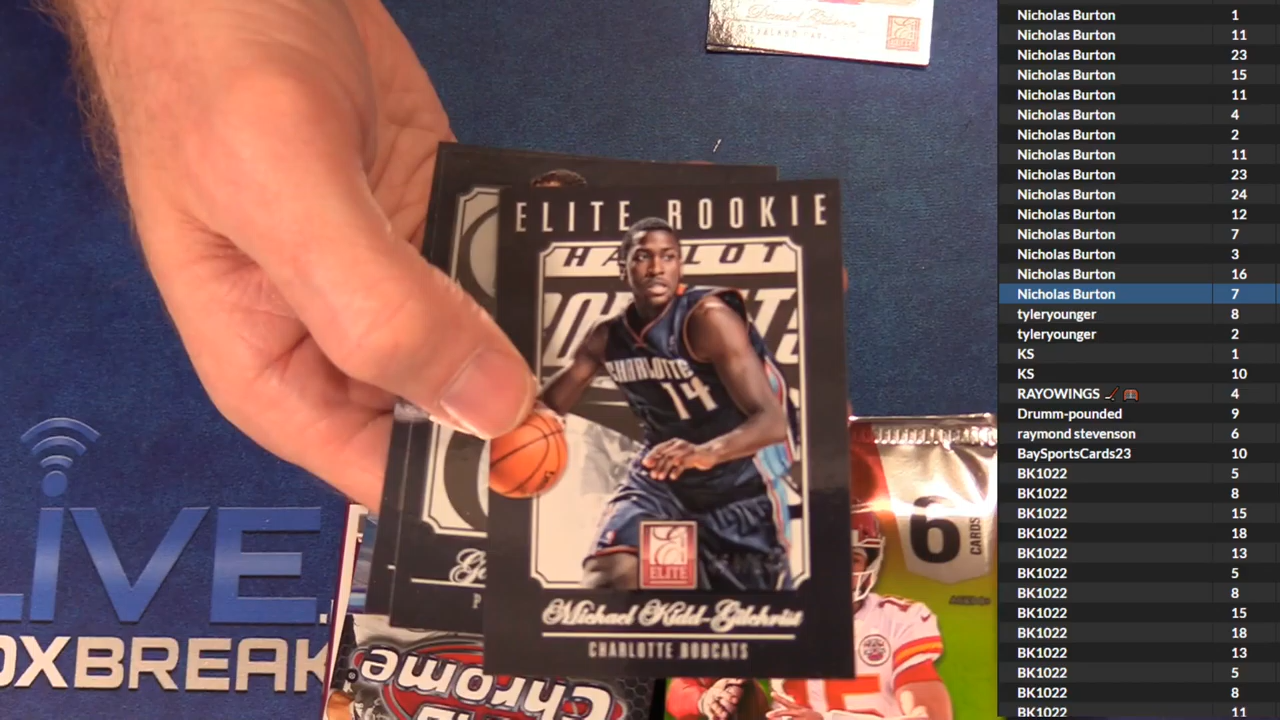 ELITE ROOKIE
CHARLOTTE
14
ELITE
Michael Kidd-Gilchrist
CHARLOTTE BOBCATS
6
CARDS
15
Chrome
LiVE
OXBREAK
Nicholas Burton 1
Nicholas Burton 11
Nicholas Burton 23
Nicholas Burton 15
Nicholas Burton 11
Nicholas Burton 4
Nicholas Burton 2
Nicholas Burton 11
Nicholas Burton 23
Nicholas Burton 24
Nicholas Burton 12
Nicholas Burton 7
Nicholas Burton 3
Nicholas Burton 16
Nicholas Burton 7
tyleryounger 8
tyleryounger 2
KS 1
KS 10
RAYOWINGS 4
Drumm-pounded 9
raymond stevenson 6
BaySportsCards23 10
BK1022 5
BK1022 8
BK1022 15
BK1022 18
BK1022 13
BK1022 5
BK1022 8
BK1022 15
BK1022 18
BK1022 13
BK1022 5
BK1022 8
BK1022 11